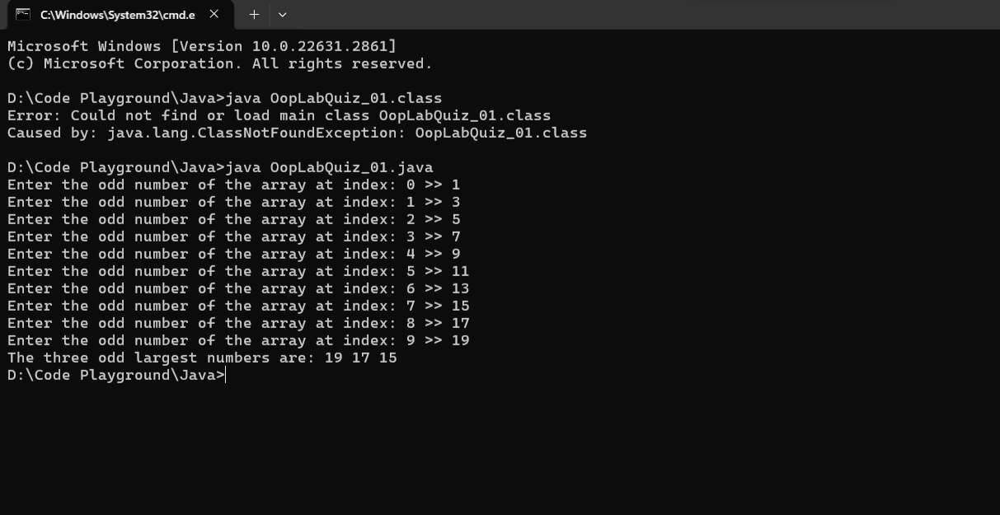 C:\Windows\System32\cmd.e
Microsoft Windows [Version 10.0.22631.2861]
(c) Microsoft Corporation. All rights reserved.
D:\Code Playground\Java>java OopLabQuiz_01.class
Error: Could not find or load main class OopLabQuiz_01.class
Caused by: java.lang.ClassNotFoundException: OopLabQuiz_01.class
D:\Code Playground\Java>java OopLabQuiz_01.java
Enter the odd number of the array at index: 0 >> 1
Enter the odd number of the array at index: 1 >> 3
Enter the odd number of the array at index: 2 >> 5
Enter the odd number of the array at index: 3 >> 7
Enter the odd number of the array at index: 4 >> 9
Enter the odd number of the array at index: 5 >> 11
Enter the odd number of the array at index: 6 >> 13
Enter the odd number of the array at index: 7 >> 15
Enter the odd number of the array at index: 8 >> 17
Enter the odd number of the array at index: 9 >> 19
The three odd largest numbers are: 19 17 15
D:\Code Playground\Java>